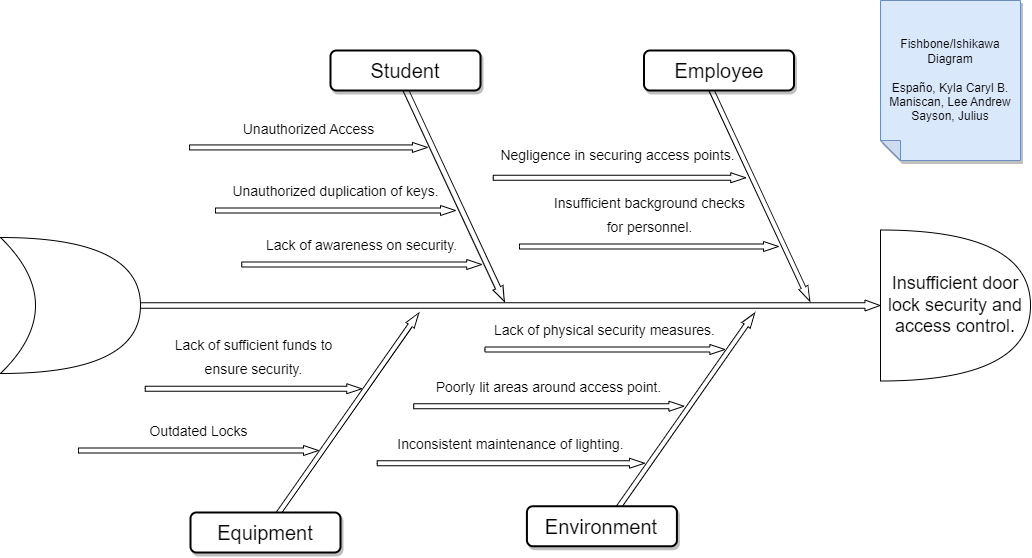 Fishbone/Ishikawa
Diagram
Españo, Kyla Caryl B.
Maniscan, Lee Andrew
Sayson, Julius
Student
Employee
Unauthorized Access
Unauthorized duplication of keys.
Lack of awareness on security.
Negligence in securing access points.
Insufficient background checks
for personnel.
Insufficient door
lock security and
access control.
Lack of sufficient funds to
ensure security.
Outdated Locks
Lack of physical security measures.
Poorly lit areas around access point.
Inconsistent maintenance of lighting.
Equipment
Environment